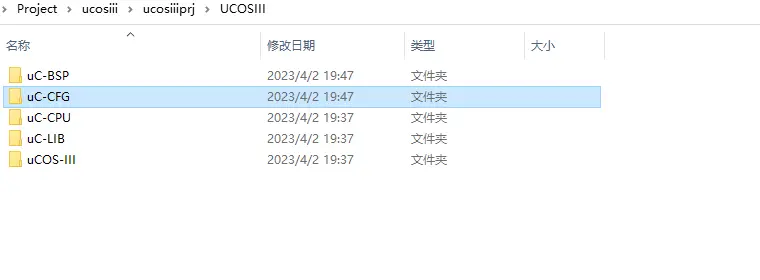 Project > ucosiii > ucosiiiprj > UCOSIII
名称 修改日期 类型 大小
uC-BSP 2023/4/2 19:47 文件夹
uC-CFG 2023/4/2 19:47 文件夹
uC-CPU 2023/4/2 19:37 文件夹
uC-LIB 2023/4/2 19:37 文件夹
uCOS-III 2023/4/2 19:37 文件夹